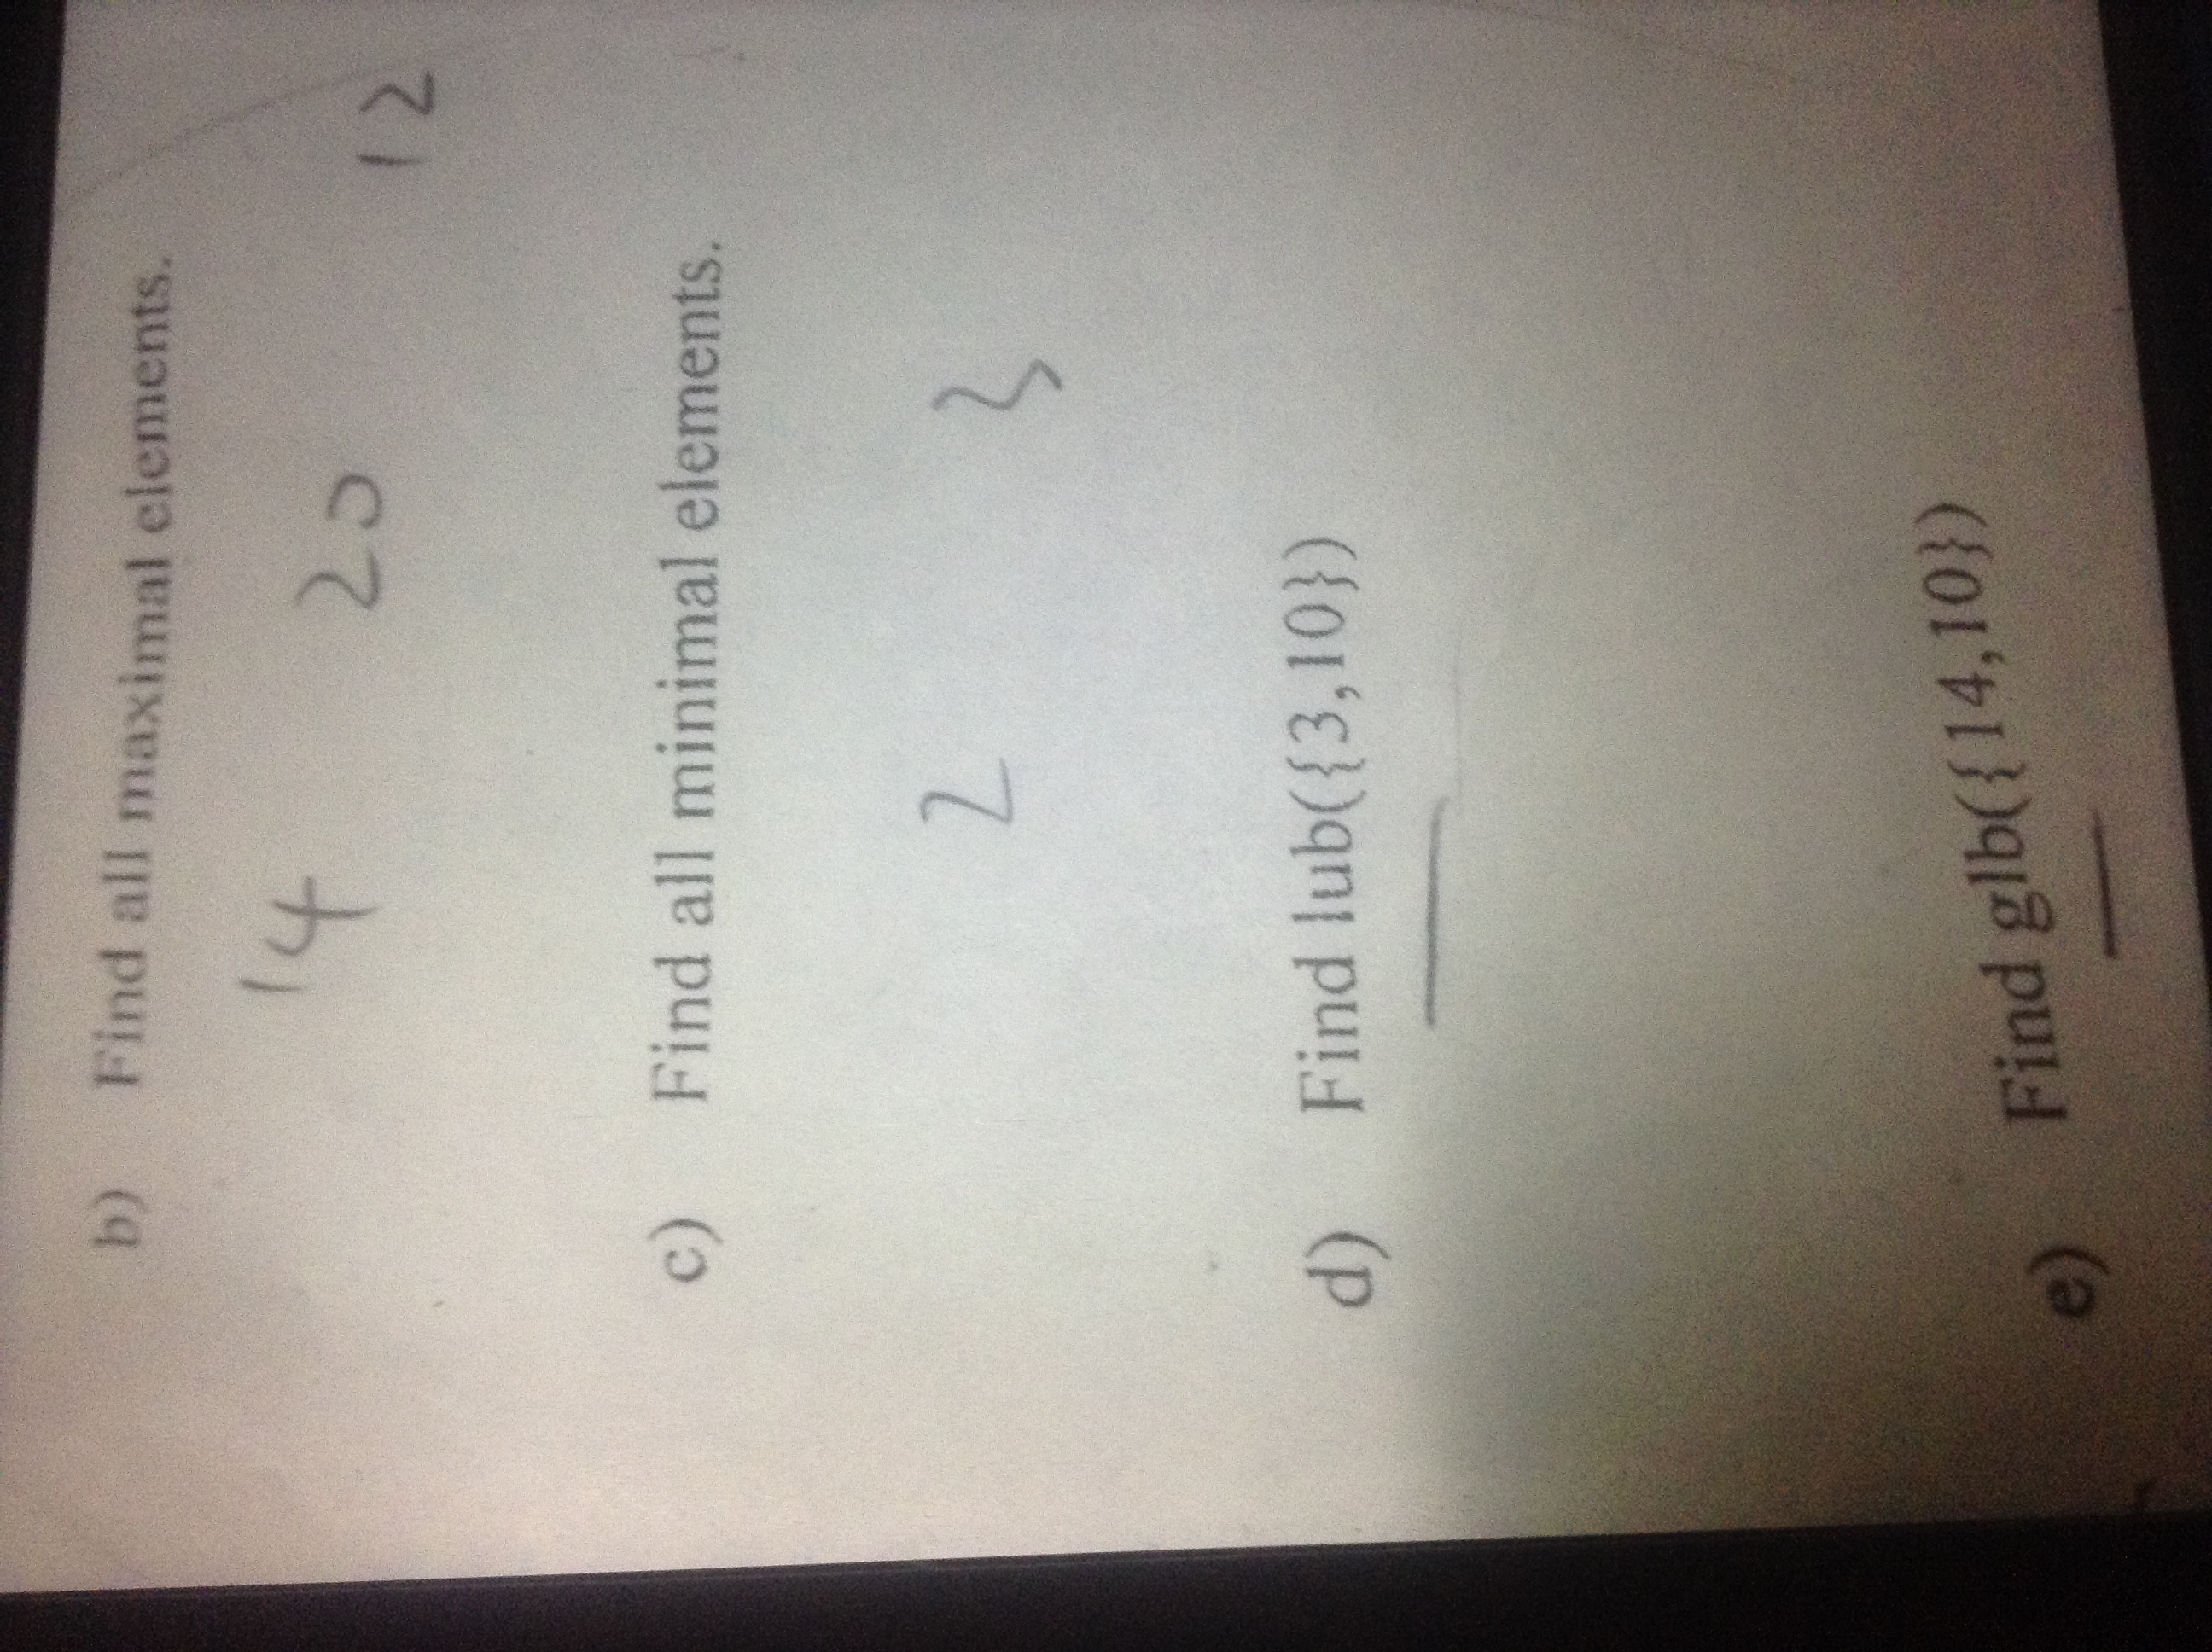 b) Find all maximal elements.
14 20 12
c) Find all minimal elements.
2 3
d) Find lub({3,10})
e) Find glb({14,10})